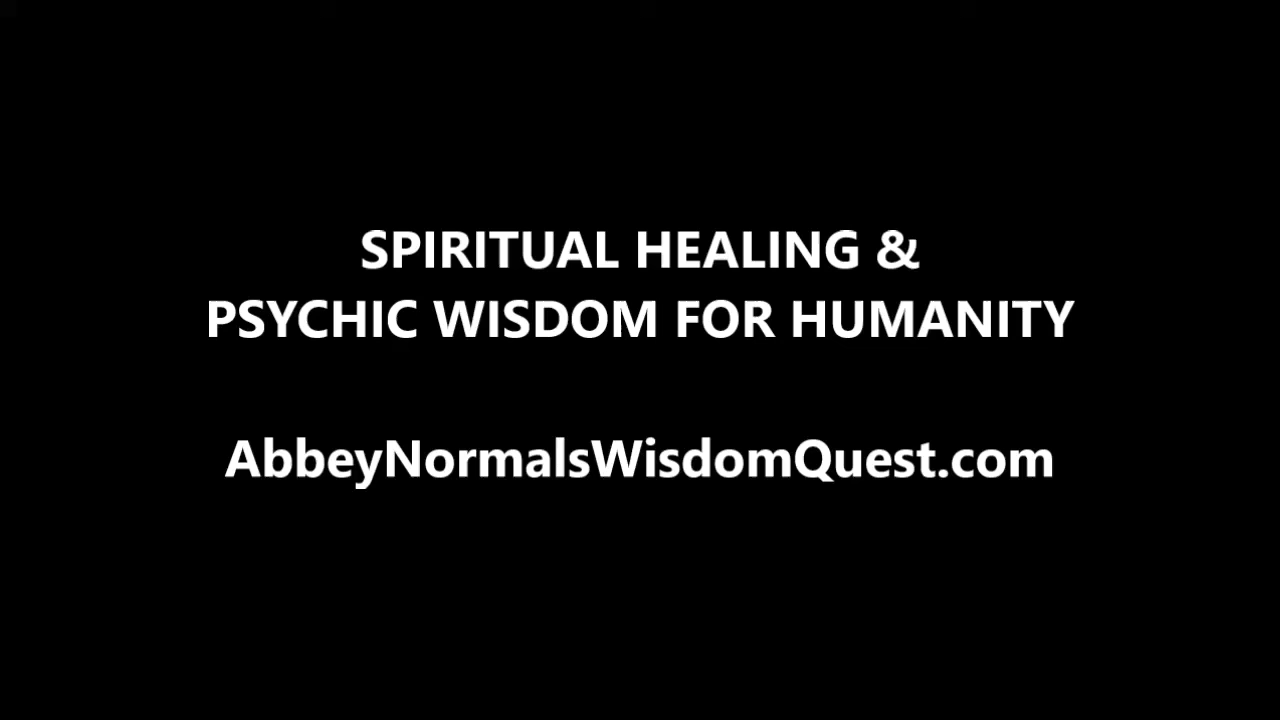 SPIRITUAL HEALING &
PSYCHIC WISDOM FOR HUMANITY
AbbeyNormalsWisdomQuest.com